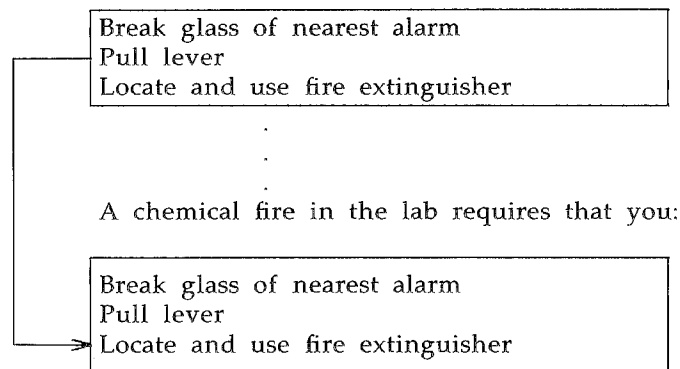 Break glass of nearest alarm
Pull lever
Locate and use fire extinguisher
.
.
.
A chemical fire in the lab requires that you:
Break glass of nearest alarm
Pull lever
Locate and use fire extinguisher